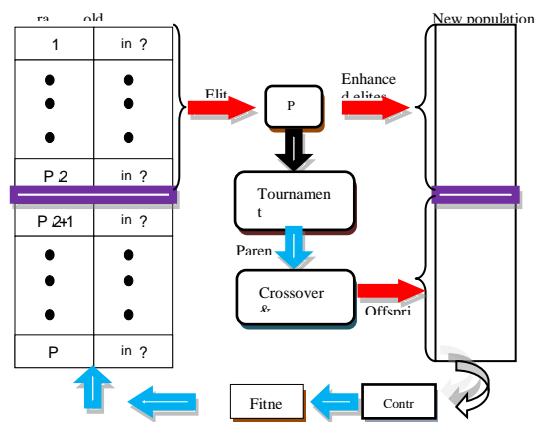 old
New population
1
in ?
P.2
in ?
P.2+1
in ?
P
in ?
Elit
P
Enhance
d elites
Tournamen
t
Paren
Crossover
&
Offspri
Fitne
Contr